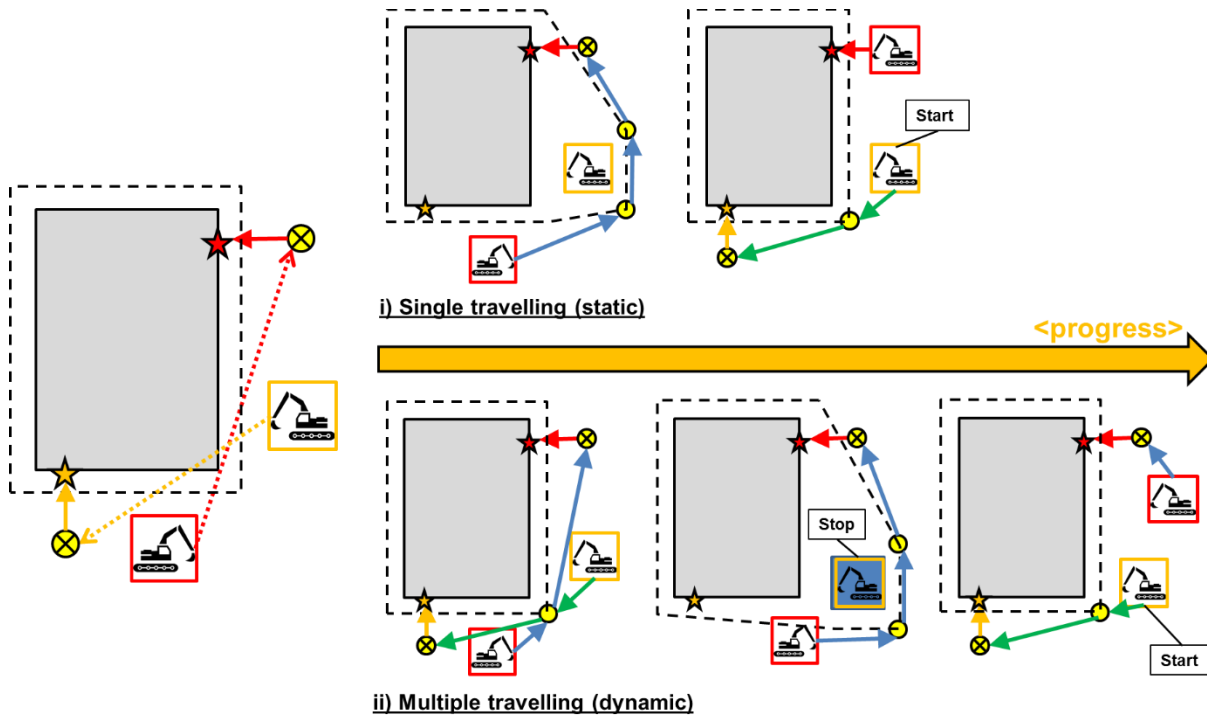 Start
i) Single travelling (static)
<progress>
Stop
Start
ii) Multiple travelling (dynamic)